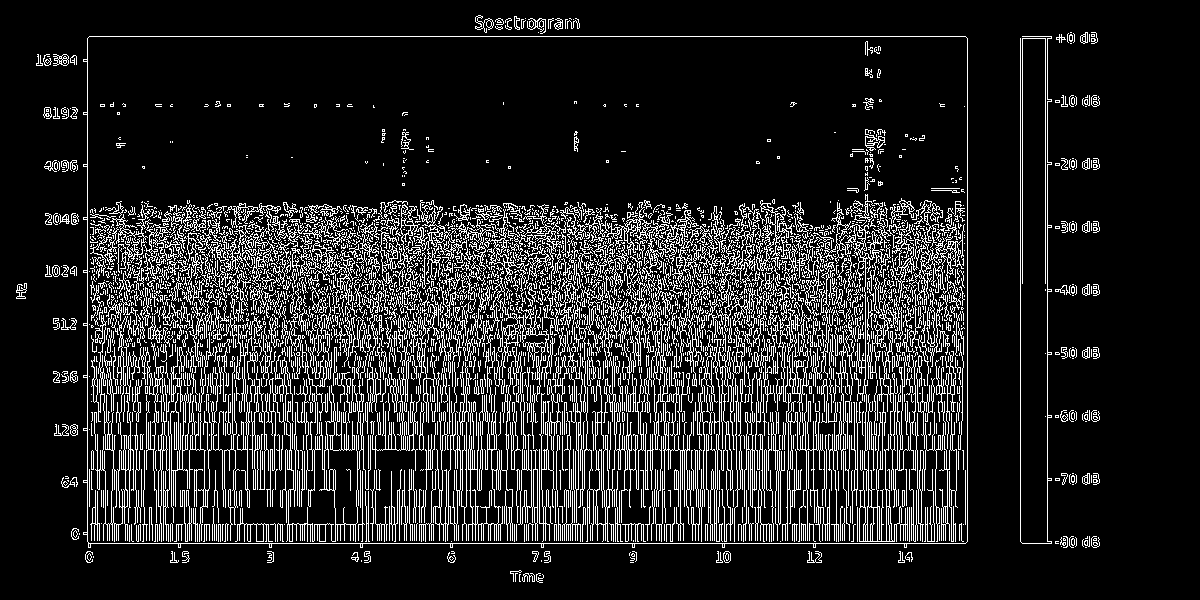 Spectrogram
16384
8192
4096
2048
1024
512
256
128
64
0
Hz
0 1.5 3 4.5 6 7.5 9 10 12 14
Time
+0 dB
-10 dB
-20 dB
-30 dB
-40 dB
-50 dB
-60 dB
-70 dB
-80 dB